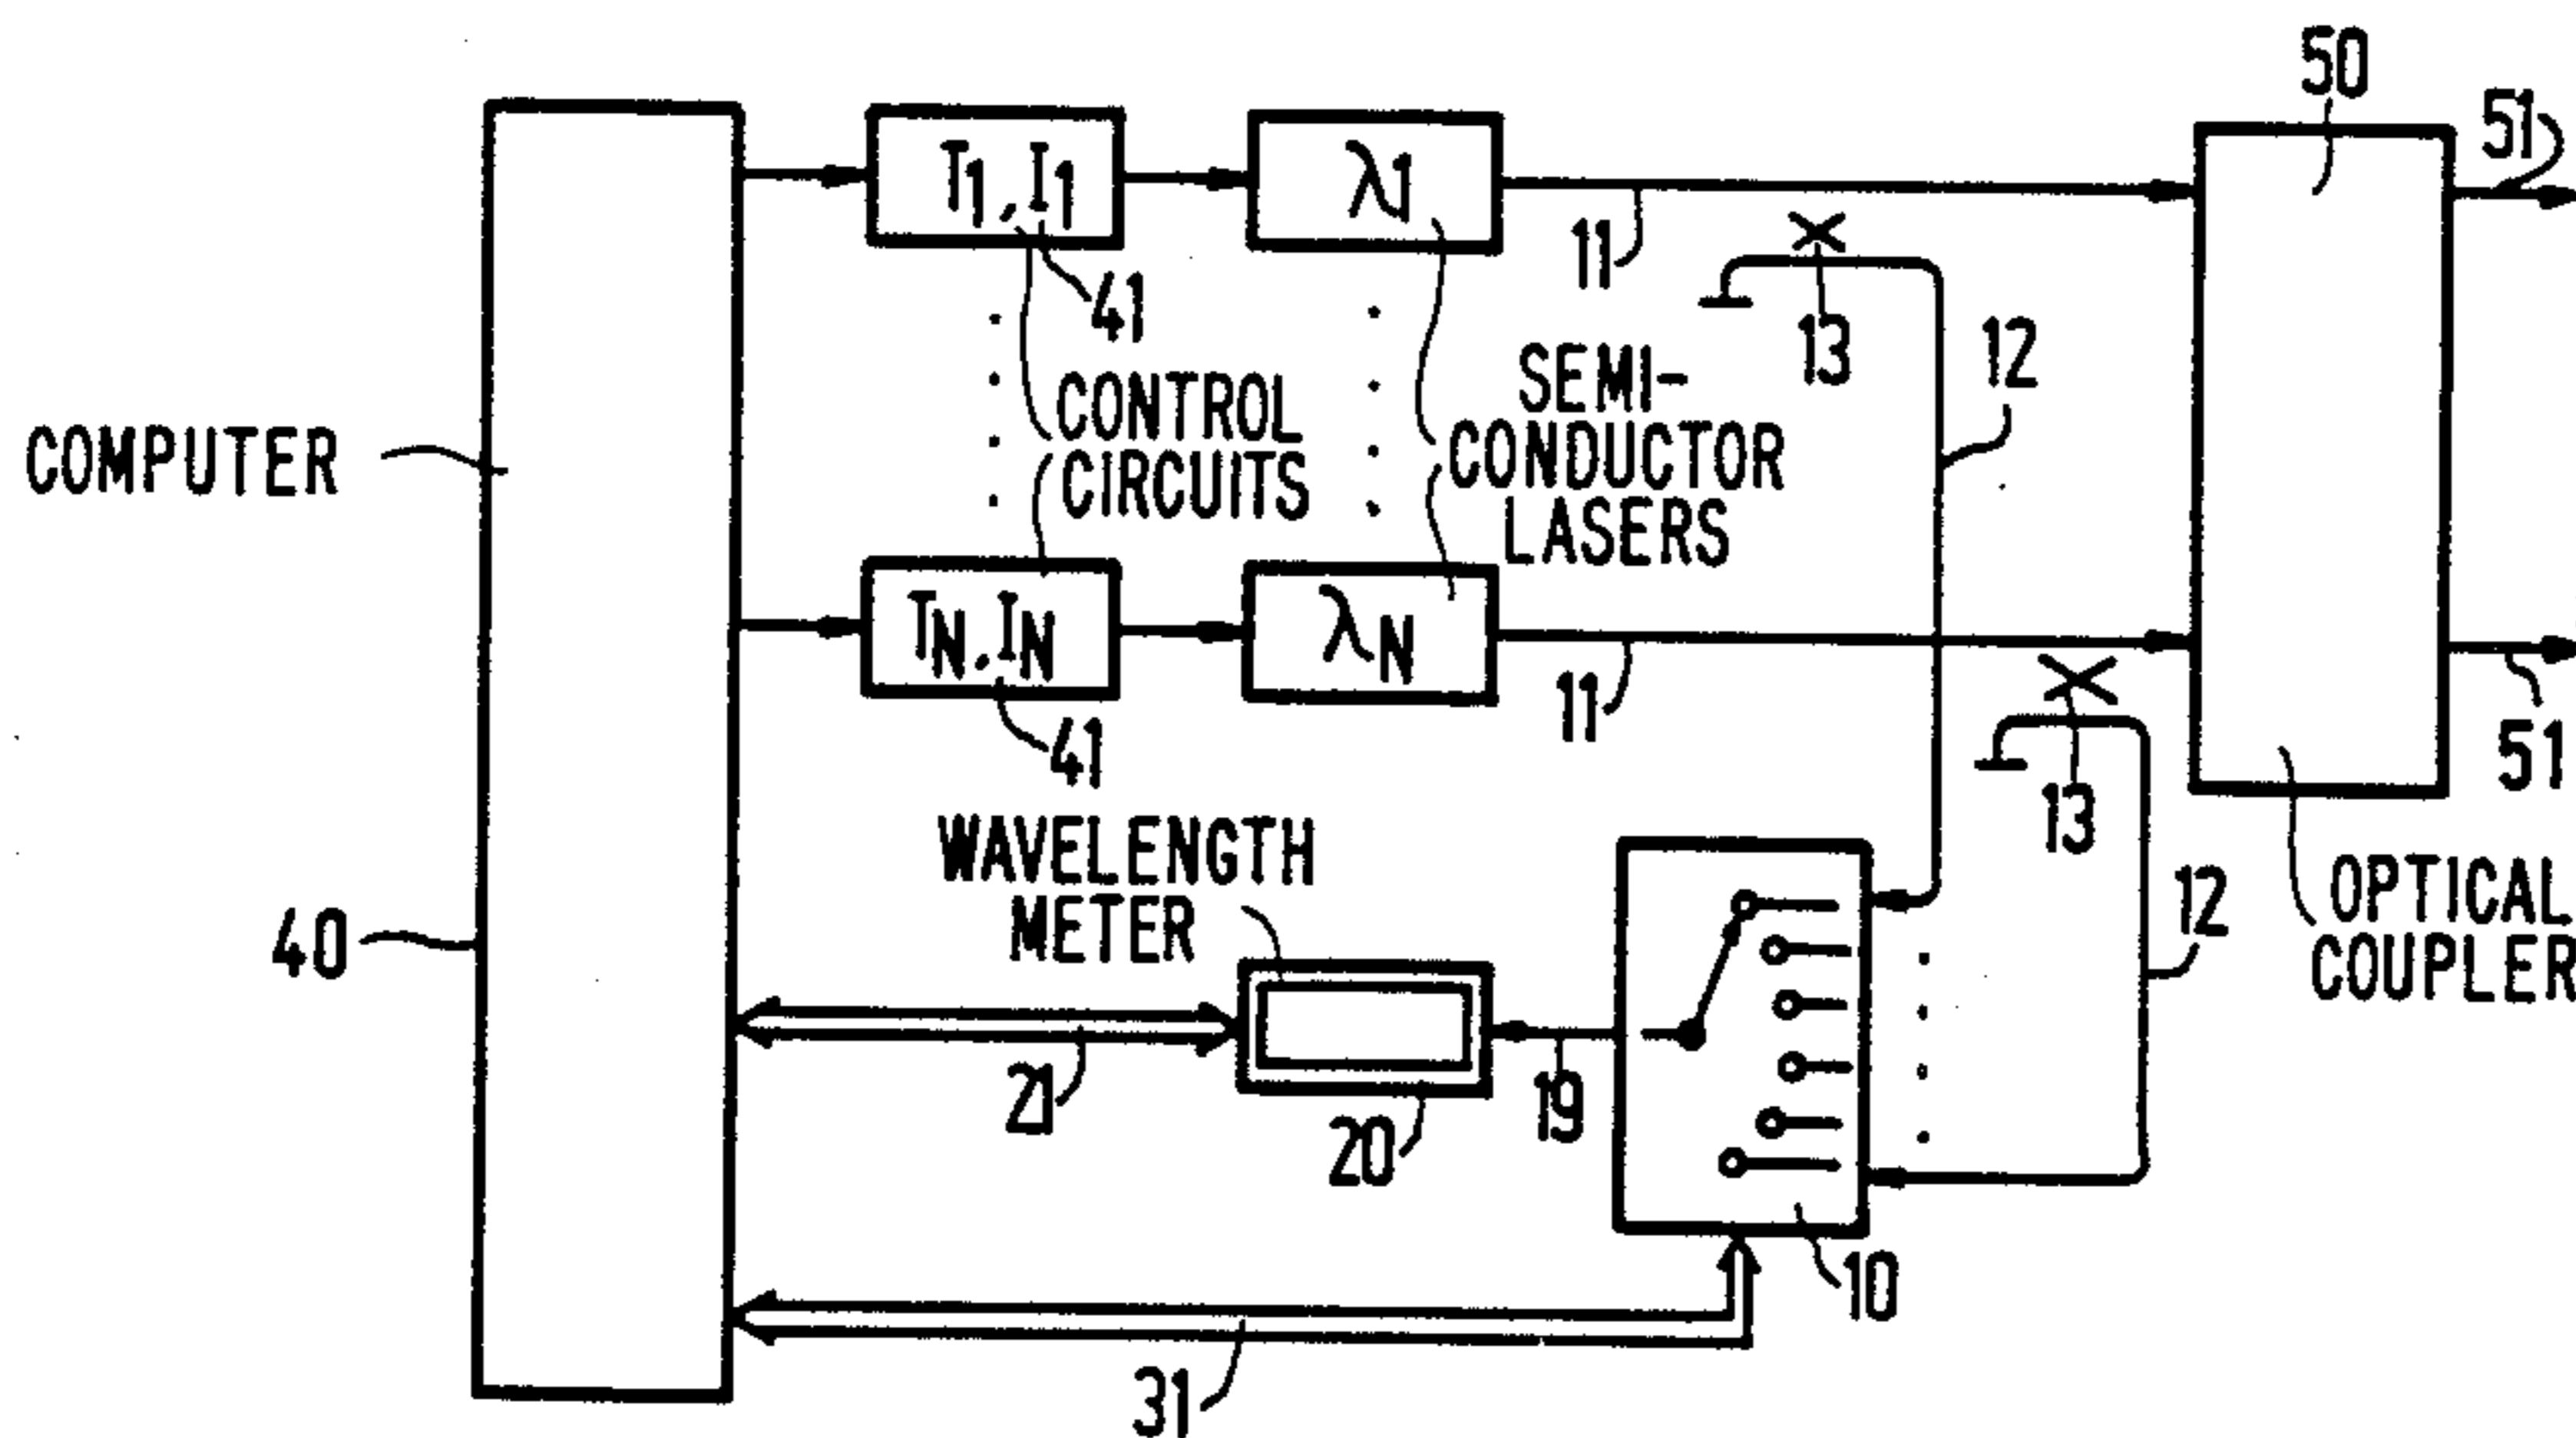 50
51
T1,I1
λ1
11
13
12
41
SEMI-
CONDUCTOR
LASERS
CONTROL
CIRCUITS
COMPUTER
TN,IN
λN
11
41
13
51
WAVELENGTH
METER
OPTICAL
COUPLER
12
40
21
20
19
10
31